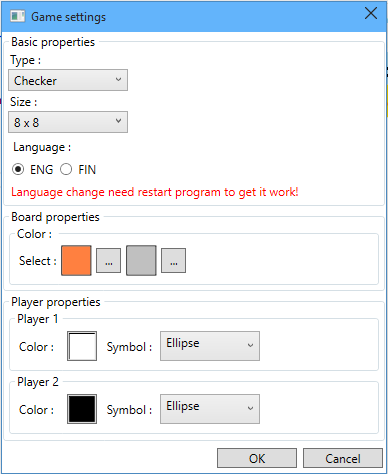 Game settings
Basic properties
Type :
Checker
Size :
8 x 8
Language :
ENG FIN
Language change need restart program to get it work!
Board properties
Color :
Select : ... ...
Player properties
Player 1
Color : Symbol : Ellipse
Player 2
Color : Symbol : Ellipse
OK Cancel